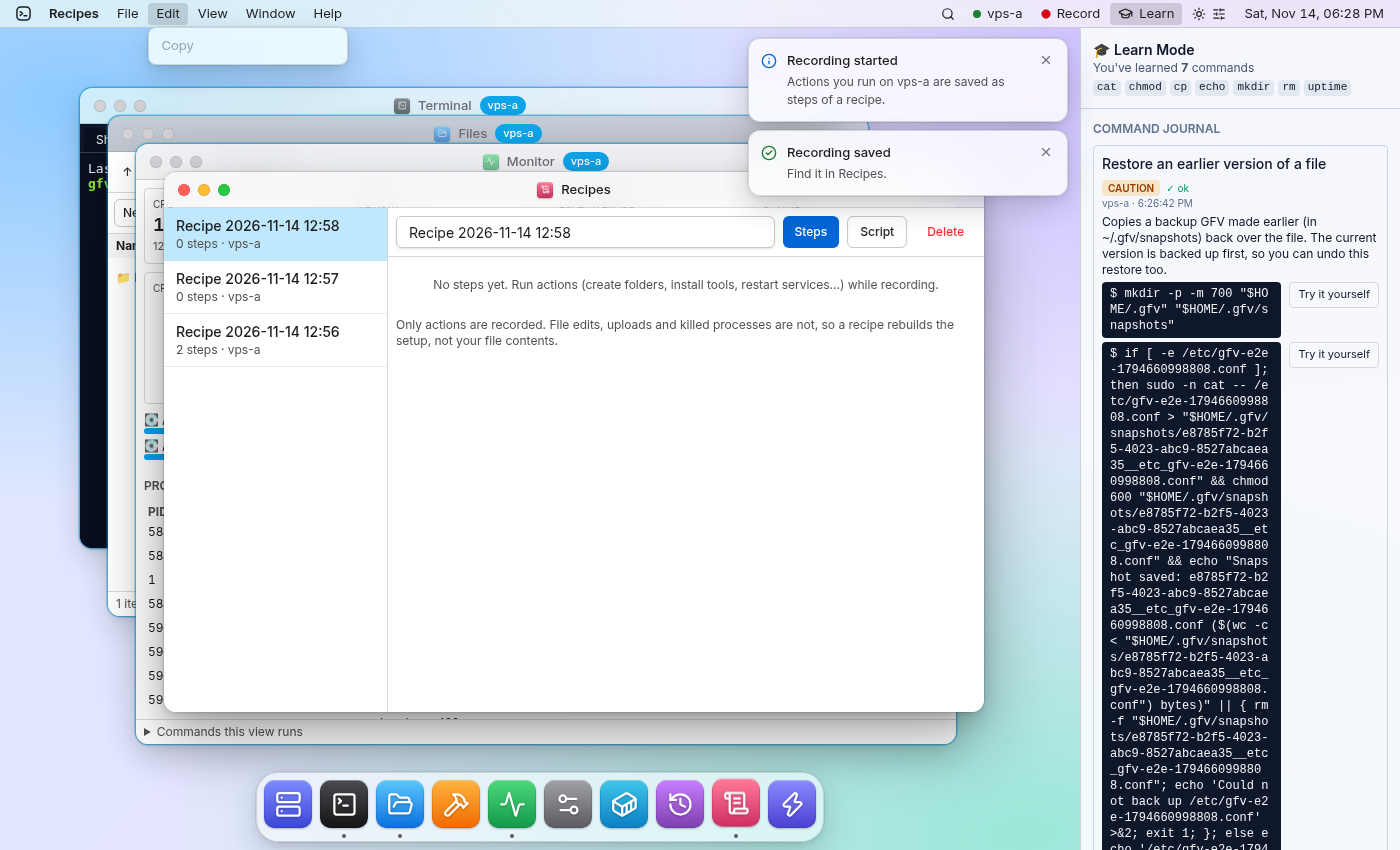 Recipes File Edit View Window Help vps-a Record Learn Sat, Nov 14, 06:28 PM
Copy
Recording started
Actions you run on vps-a are saved as
steps of a recipe.
Recording saved
Find it in Recipes.
Terminal vps-a
Files vps-a
Monitor vps-a
Recipes
Recipe 2026-11-14 12:58
0 steps · vps-a
Recipe 2026-11-14 12:57
0 steps · vps-a
Recipe 2026-11-14 12:56
2 steps · vps-a
Recipe 2026-11-14 12:58 Steps Script Delete
No steps yet. Run actions (create folders, install tools, restart services...) while recording.
Only actions are recorded. File edits, uploads and killed processes are not, so a recipe rebuilds the
setup, not your file contents.
58
58
1
58
59
59
59
59
Commands this view runs
🎓 Learn Mode
You've learned 7 commands
cat chmod cp echo mkdir rm uptime
COMMAND JOURNAL
Restore an earlier version of a file
CAUTION ✓ ok
vps-a · 6:26:42 PM
Copies a backup GFV made earlier (in
~/.gfv/snapshots) back over the file. The current
version is backed up first, so you can undo this
restore too.
$ mkdir -p -m 700 "$HO
ME/.gfv" "$HOME/.gfv/s
napshots"
Try it yourself
$ if [ -e /etc/gfv-e2e
-1794660998808.conf ];
then sudo -n cat -- /e
tc/gfv-e2e-17946609988
08.conf > "$HOME/.gfv/
snapshots/e8785f72-b2f
5-4023-abc9-8527abcaea
35__etc_gfv-e2e-179466
0998808.conf" && chmod
600 "$HOME/.gfv/snapsh
ots/e8785f72-b2f5-4023
-abc9-8527abcaea35__et
c_gfv-e2e-179466099880
8.conf" && echo "Snaps
hot saved: e8785f72-b2
f5-4023-abc9-8527abcae
a35__etc_gfv-e2e-17946
60998808.conf ($(wc -c
< "$HOME/.gfv/snapshot
s/e8785f72-b2f5-4023-a
bc9-8527abcaea35__etc_
gfv-e2e-1794660998808.
conf") bytes)" || { rm
-f "$HOME/.gfv/snapsho
ts/e8785f72-b2f5-4023-
abc9-8527abcaea35__etc
_gfv-e2e-1794660998808
8.conf"; echo 'Could n
ot back up /etc/gfv-e2
e-1794660998808.conf'
>&2; exit 1; }; else e
cho '/etc/gfv-e2e-1794
Try it yourself